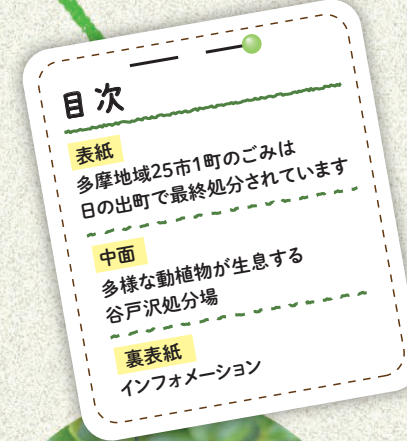 目次
表紙
多摩地域25市1町のごみは
日の出町で最終処分されています
中面
多様な動植物が生息する
谷戸沢処分場
裏表紙
インフォメーション